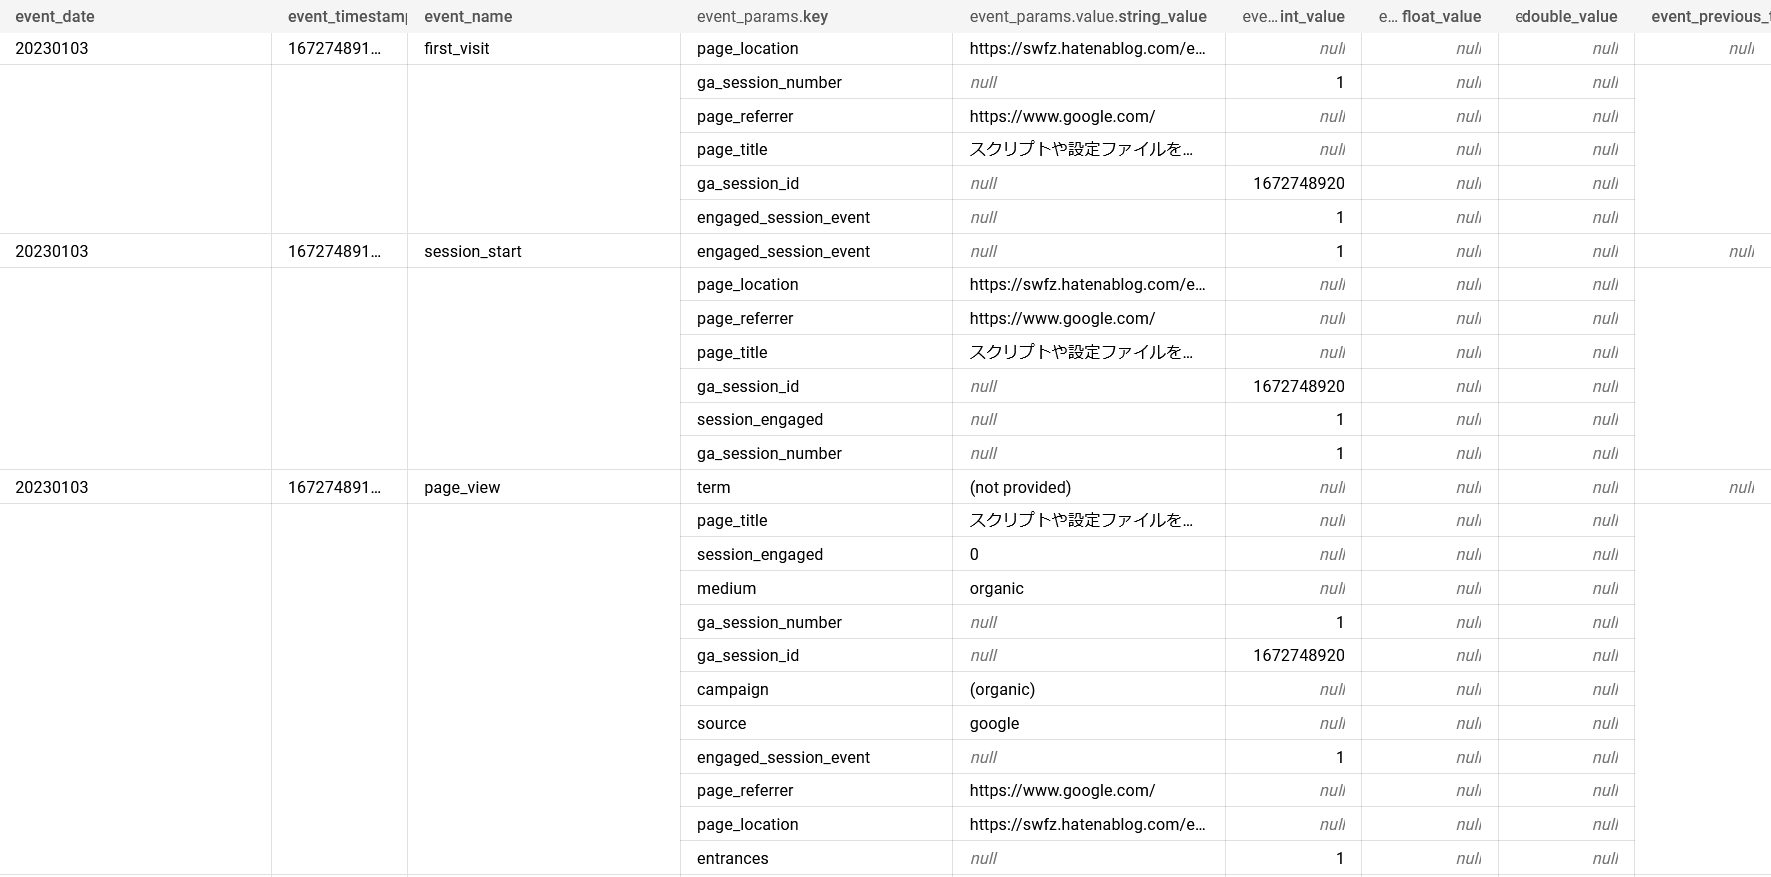 event_date event_timestamp event_name event_params.key event_params.value.string_value eve... int_value e... float_value edouble_value event_previous_t
20230103 167274891... first_visit page_location https://swfz.hatenablog.com/e... null null null null
ga_session_number null 1 null null
page_referrer https://www.google.com/ null null null
page_title スクリプトや設定ファイルを... null null null
ga_session_id null 1672748920 null null
engaged_session_event null 1 null null
20230103 167274891... session_start engaged_session_event null 1 null null null
page_location https://swfz.hatenablog.com/e... null null null
page_referrer https://www.google.com/ null null null
page_title スクリプトや設定ファイルを... null null null
ga_session_id null 1672748920 null null
session_engaged null 1 null null
ga_session_number null 1 null null
20230103 167274891... page_view term (not provided) null null null null
page_title スクリプトや設定ファイルを... null null null
session_engaged 0 null null null
medium organic null null null
ga_session_number null 1 null null
ga_session_id null 1672748920 null null
campaign (organic) null null null
source google null null null
engaged_session_event null 1 null null
page_referrer https://www.google.com/ null null null
page_location https://swfz.hatenablog.com/e... null null null
entrances null 1 null null